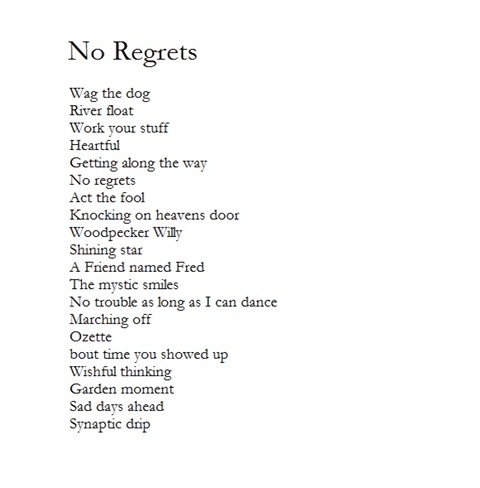 No Regrets
Wag the dog
River float
Work your stuff
Heartful
Getting along the way
No regrets
Act the fool
Knocking on heavens door
Woodpecker Willy
Shining star
A Friend named Fred
The mystic smiles
No trouble as long as I can dance
Marching off
Ozette
bout time you showed up
Wishful thinking
Garden moment
Sad days ahead
Synaptic drip